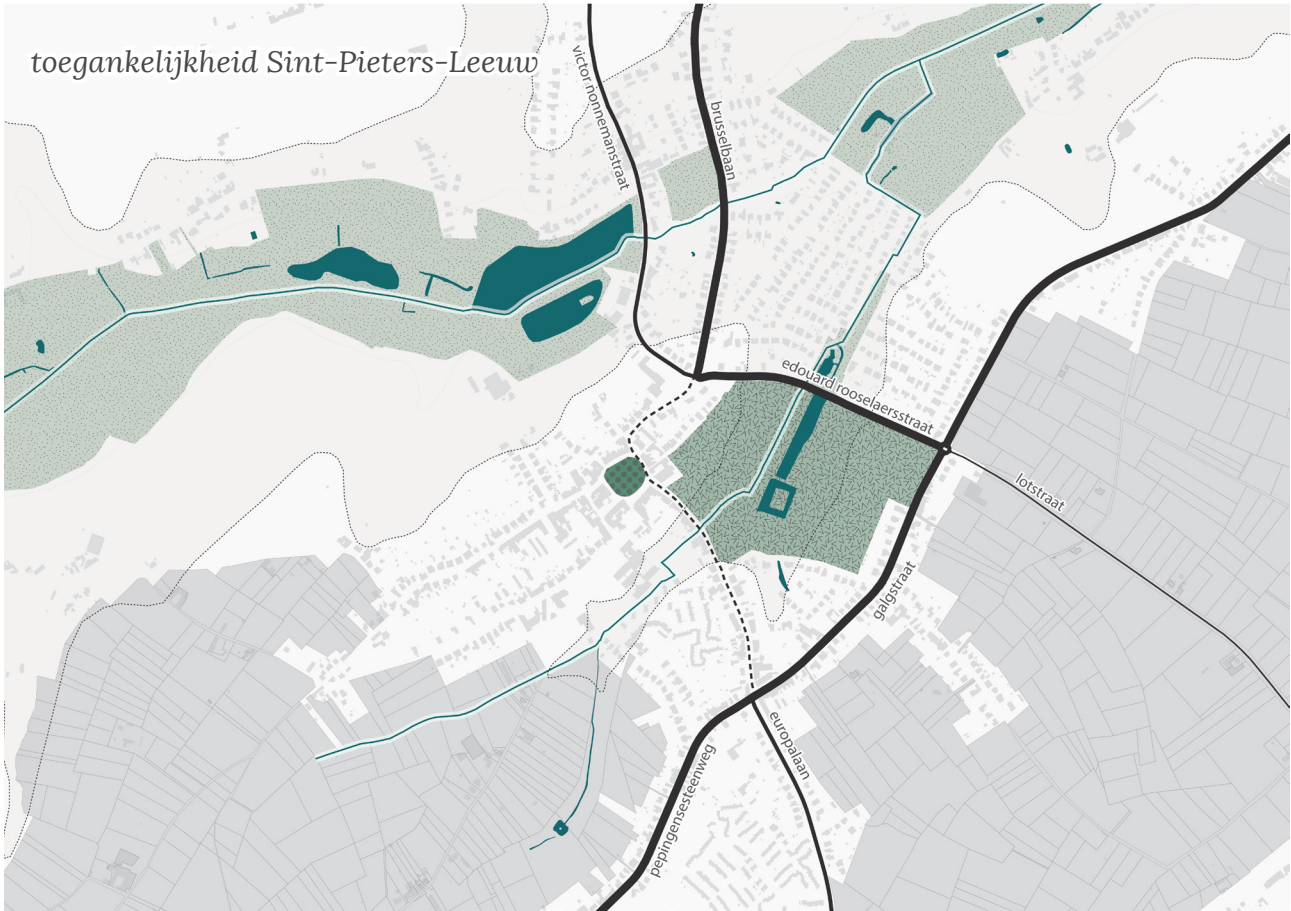 toegankelijkheid Sint-Pieters-Leeuw
victor nonnemanstraat
brusselbaan
edouard rooselaersstraat
lotstraat
galgstraat
europalaan
pepingensesteenweg